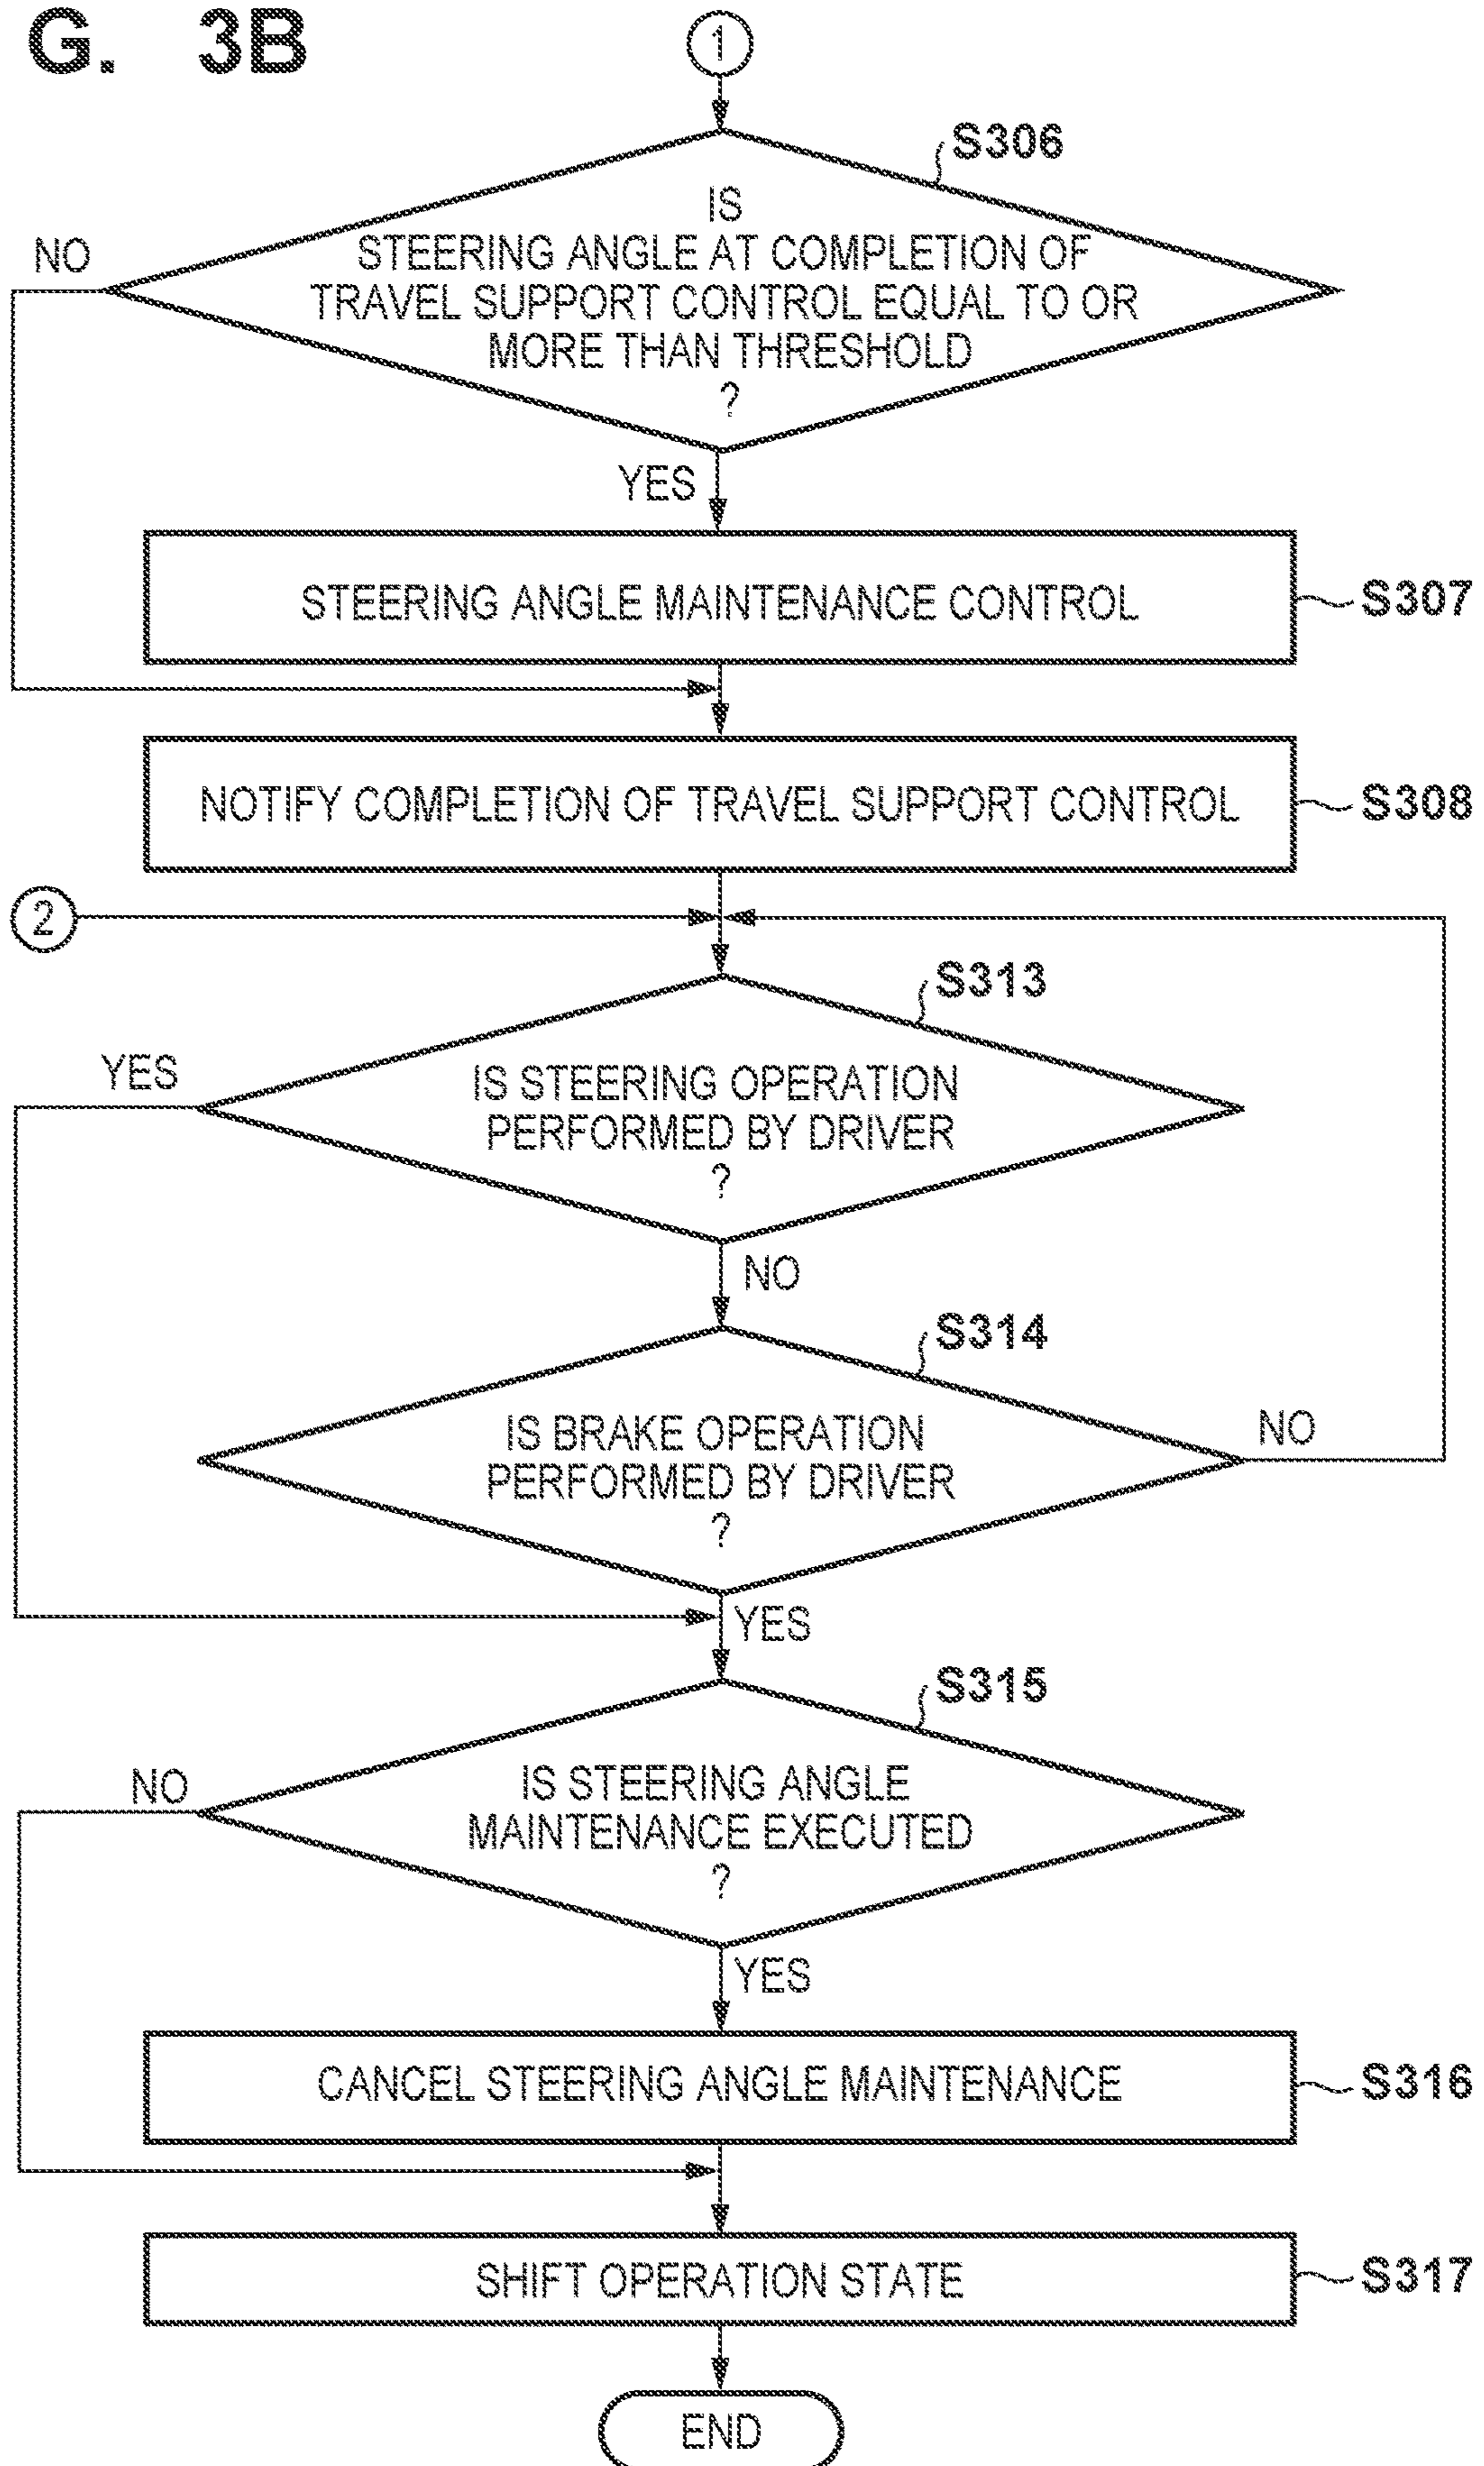 G. 3B
1
S306
IS
STEERING ANGLE AT COMPLETION OF
TRAVEL SUPPORT CONTROL EQUAL TO OR
MORE THAN THRESHOLD
?
NO
YES
STEERING ANGLE MAINTENANCE CONTROL
S307
NOTIFY COMPLETION OF TRAVEL SUPPORT CONTROL
S308
2
S313
YES
IS STEERING OPERATION
PERFORMED BY DRIVER
?
NO
S314
IS BRAKE OPERATION
PERFORMED BY DRIVER
?
NO
YES
S315
NO
IS STEERING ANGLE
MAINTENANCE EXECUTED
?
YES
CANCEL STEERING ANGLE MAINTENANCE
S316
SHIFT OPERATION STATE
S317
END